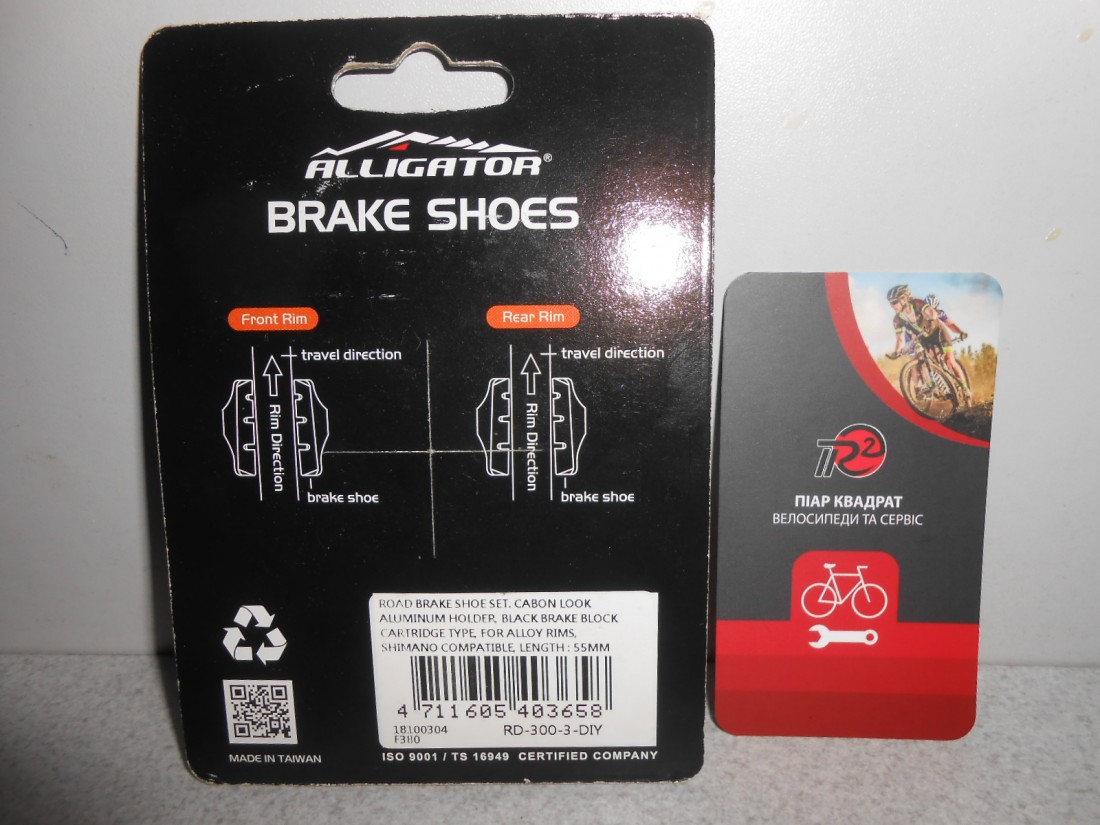 ALLIGATOR®
BRAKE SHOES
Front Rim
travel direction
Rim Direction
brake shoe
Rear Rim
travel direction
Rim Direction
brake shoe
ROAD BRAKE SHOE SET, CABON LOOK
ALUMINUM HOLDER, BLACK BRAKE BLOCK
CARTRIDGE TYPE, FOR ALLOY RIMS,
SHIMANO COMPATIBLE, LENGTH : 55MM
4 711605 403658
18100304 RD-300-3-DIY
F380
MADE IN TAIWAN
ISO 9001 / TS 16949 CERTIFIED COMPANY
ПR2
ПІАР КВАДРАТ
ВЕЛОСИПЕДИ ТА СЕРВІС